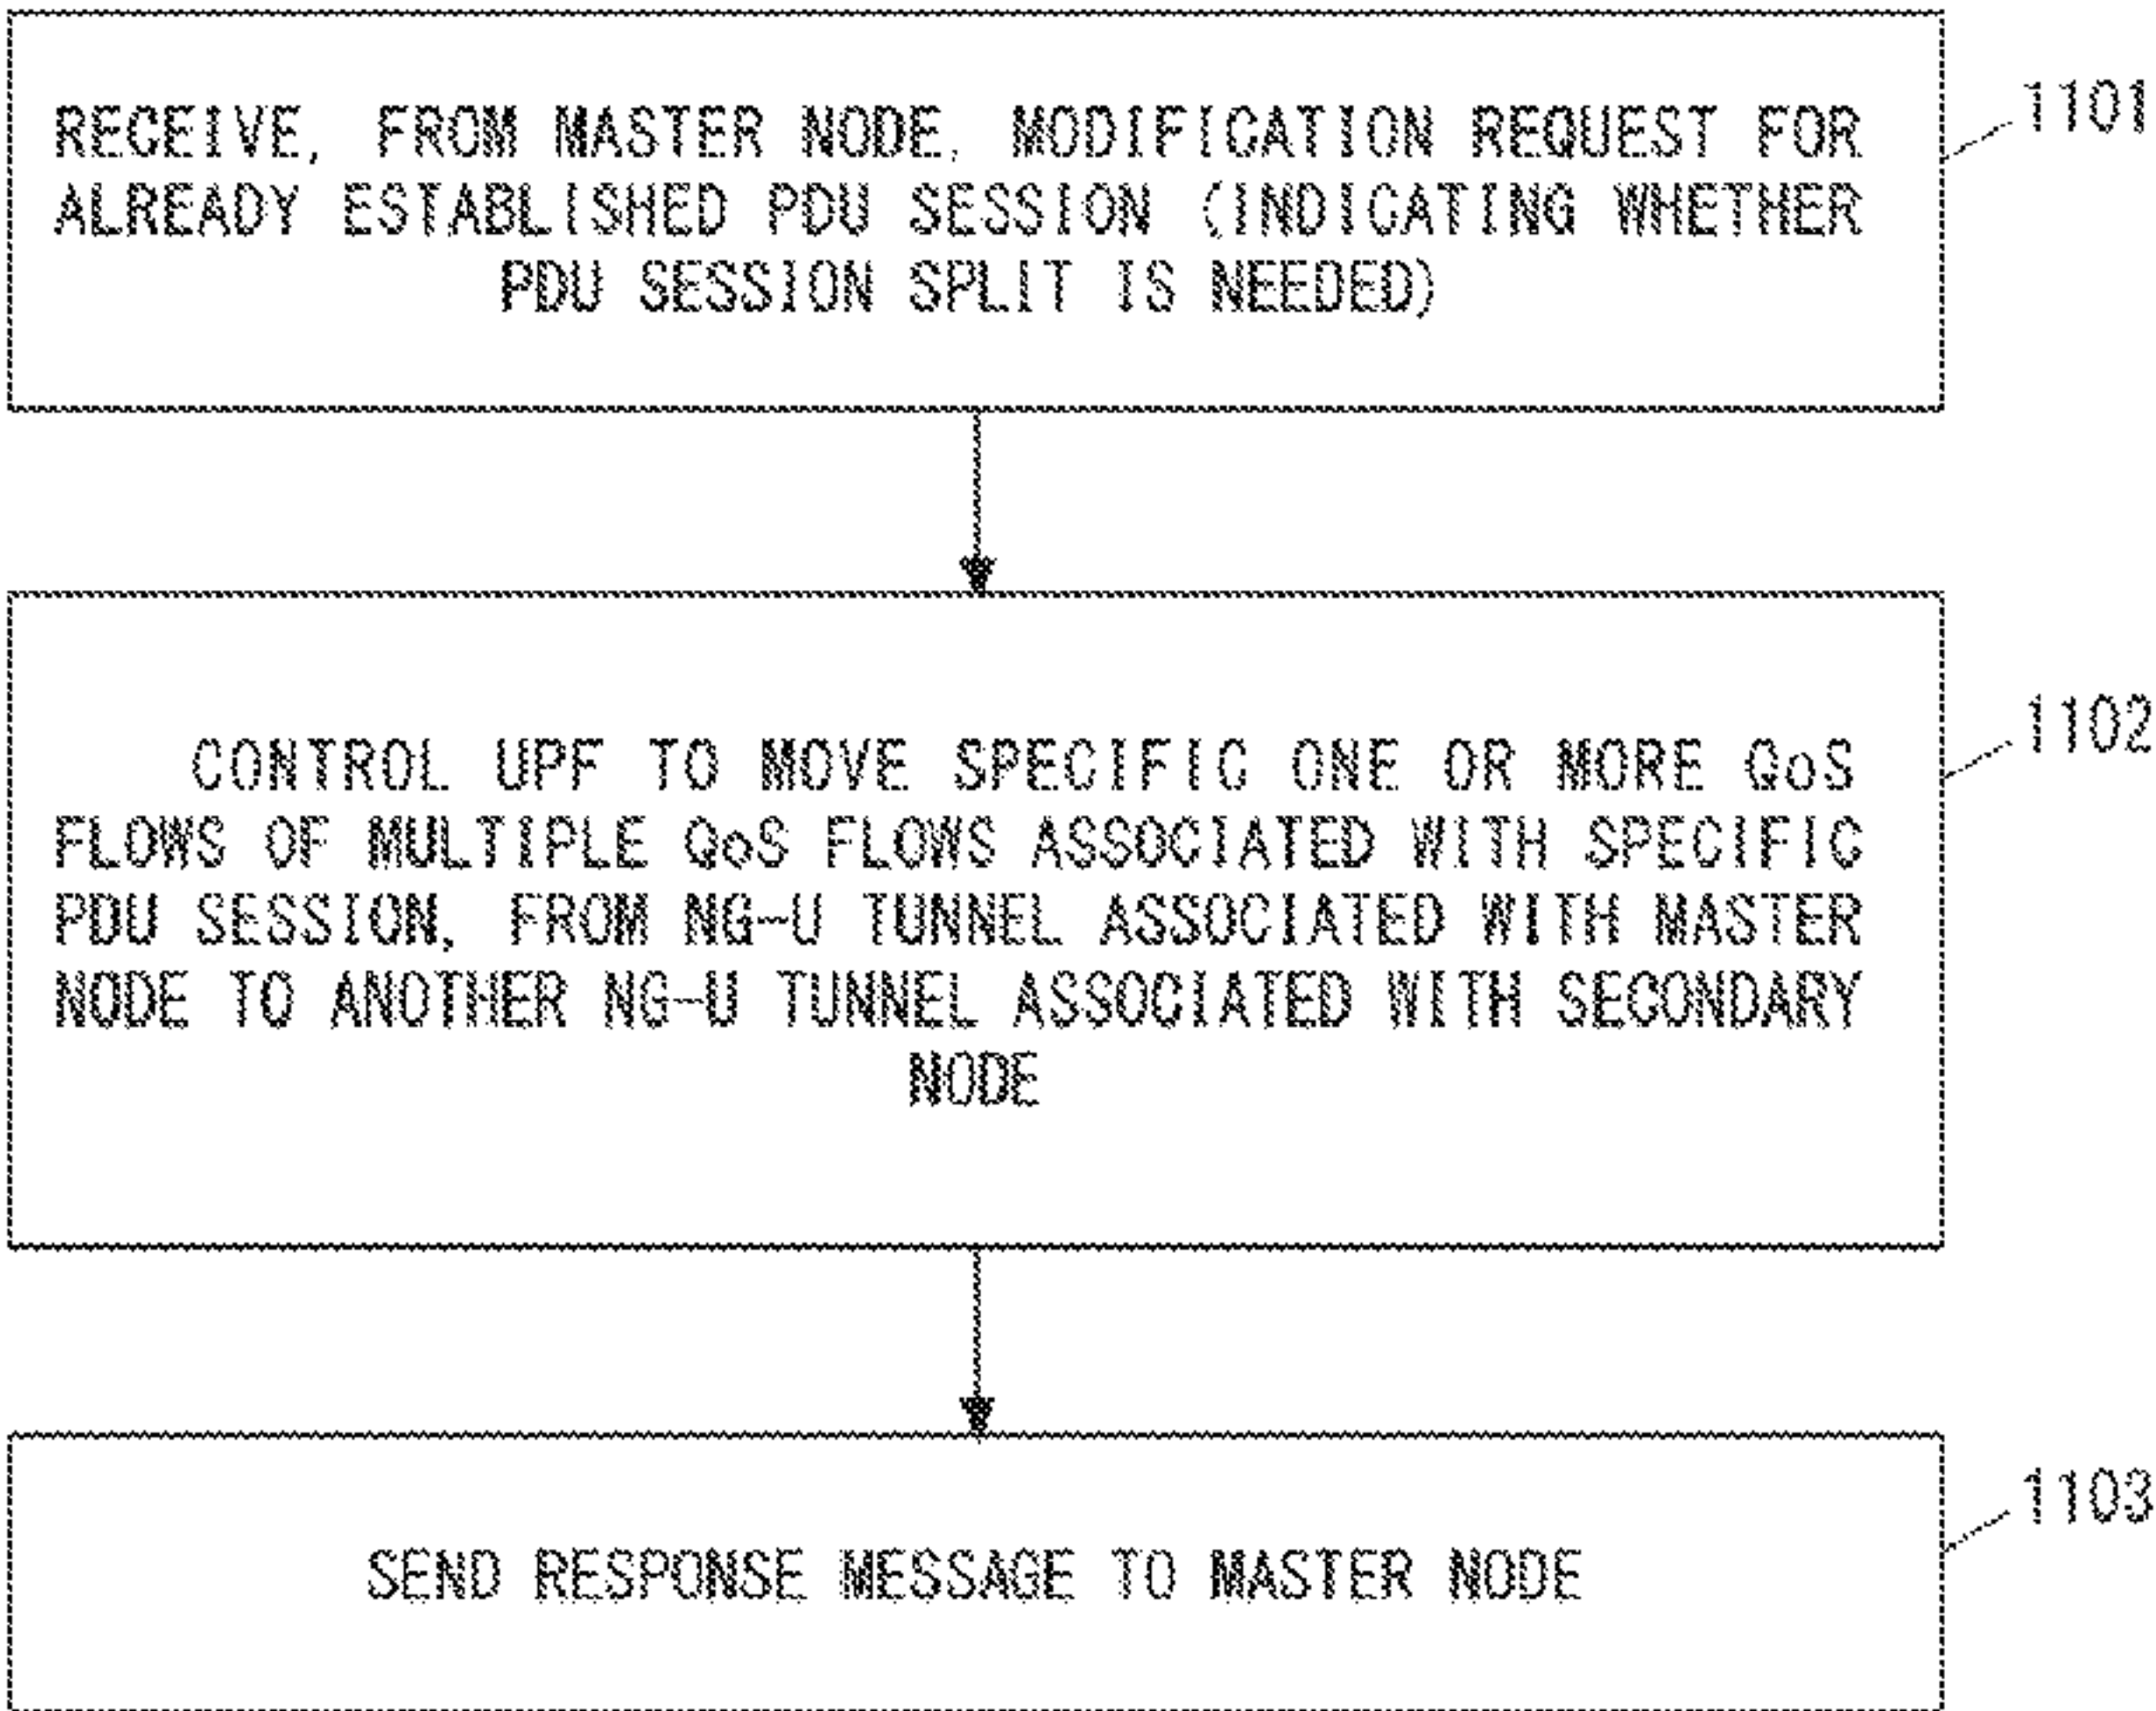 RECEIVE, FROM MASTER NODE, MODIFICATION REQUEST FOR
ALREADY ESTABLISHED PDU SESSION (INDICATING WHETHER
PDU SESSION SPLIT IS NEEDED)
1101
CONTROL UPF TO MOVE SPECIFIC ONE OR MORE QoS
FLOWS OF MULTIPLE QoS FLOWS ASSOCIATED WITH SPECIFIC
PDU SESSION, FROM NG-U TUNNEL ASSOCIATED WITH MASTER
NODE TO ANOTHER NG-U TUNNEL ASSOCIATED WITH SECONDARY
NODE
1102
SEND RESPONSE MESSAGE TO MASTER NODE
1103